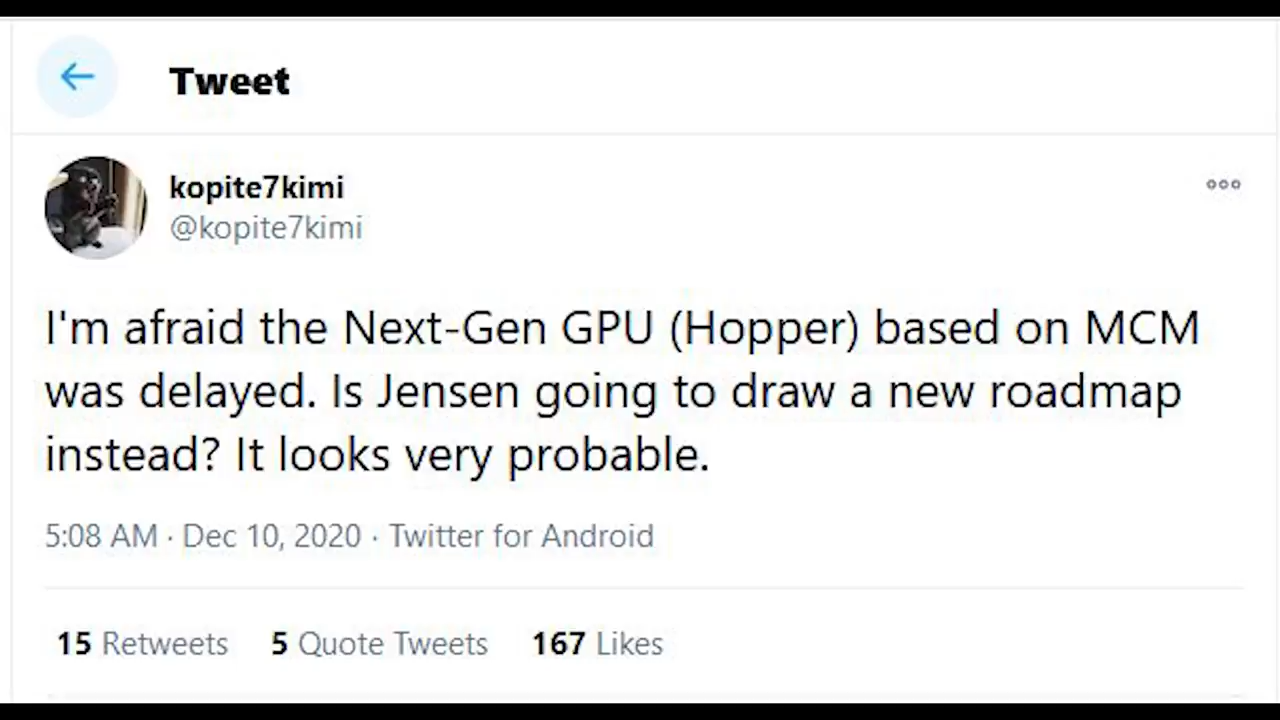 Tweet
kopite7kimi
@kopite7kimi
I'm afraid the Next-Gen GPU (Hopper) based on MCM
was delayed. Is Jensen going to draw a new roadmap
instead? It looks very probable.
5:08 AM · Dec 10, 2020 · Twitter for Android
15 Retweets 5 Quote Tweets 167 Likes